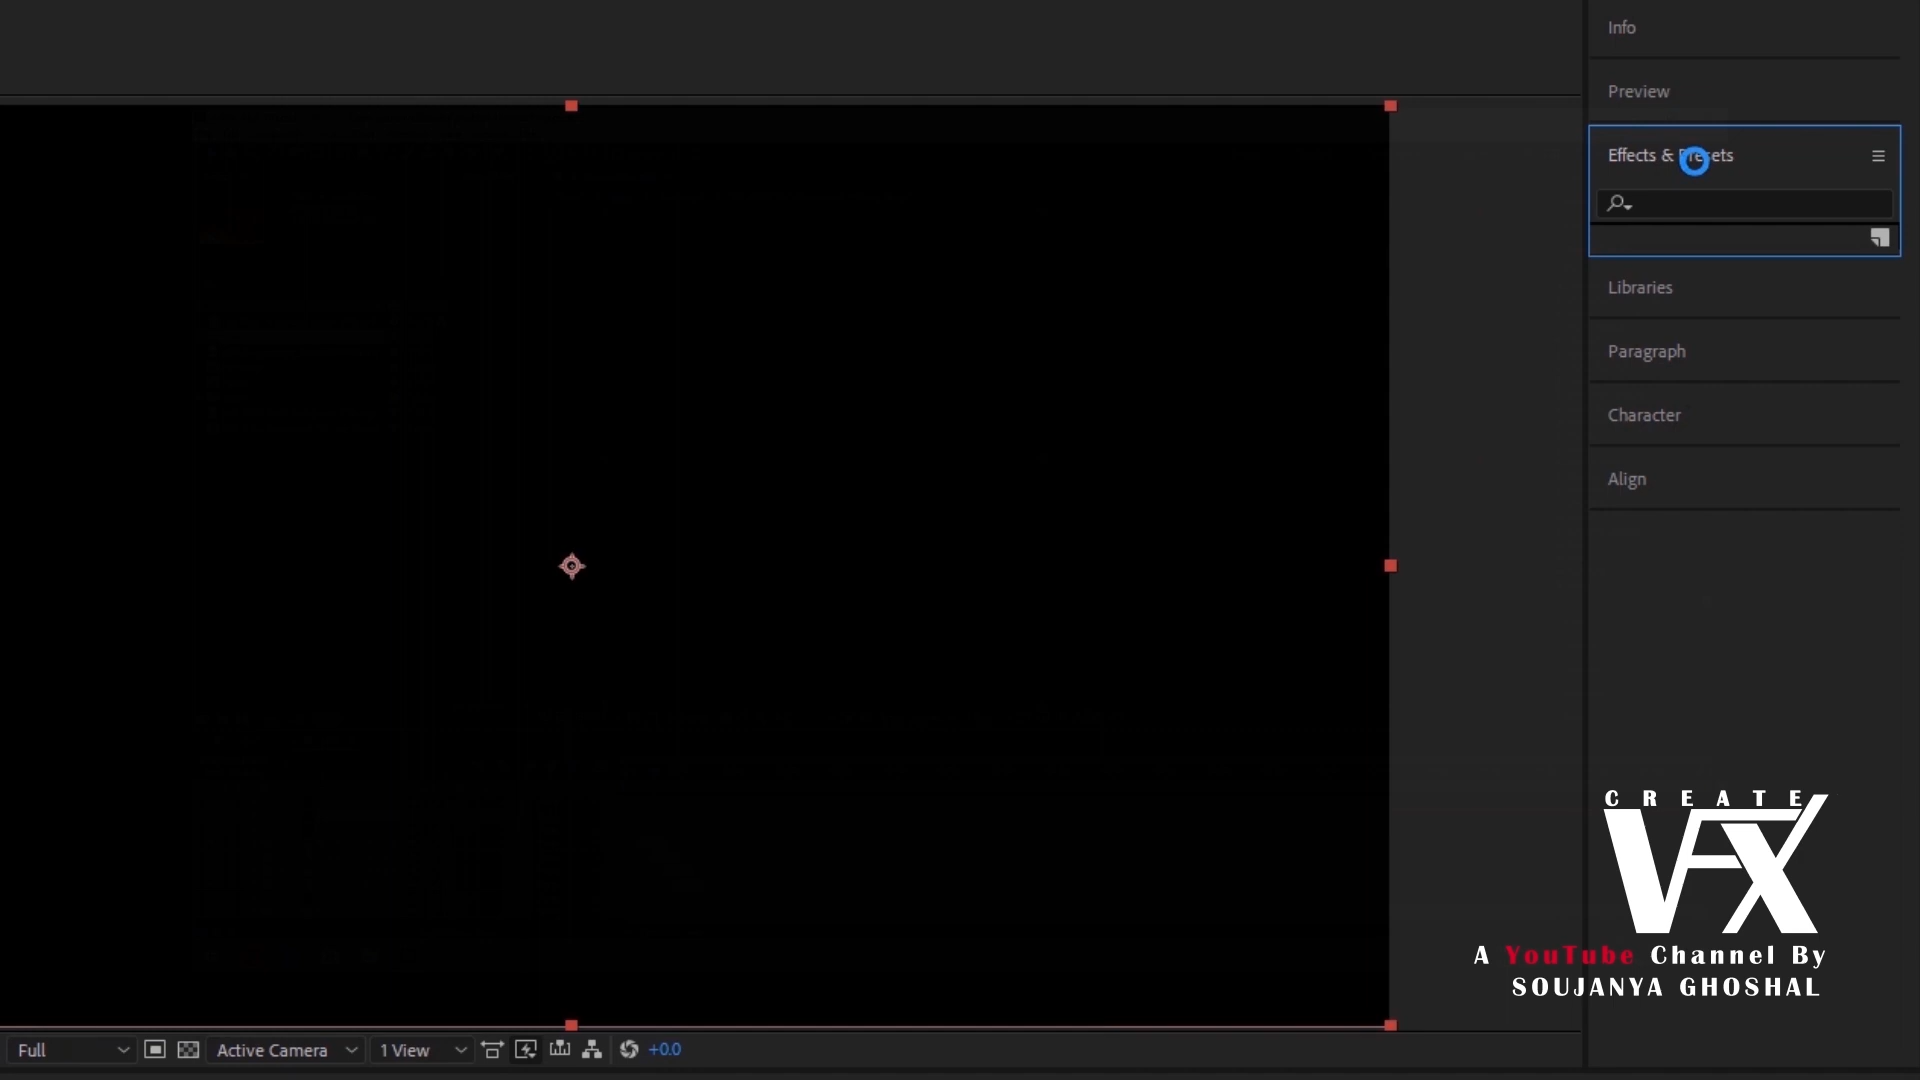 Info
Preview
Effects & Presets
Libraries
Paragraph
Character
Align
CREATE
VFX
A YouTube Channel By
SOUJANYA GHOSHAL
Full
Active Camera
1 View
+0.0